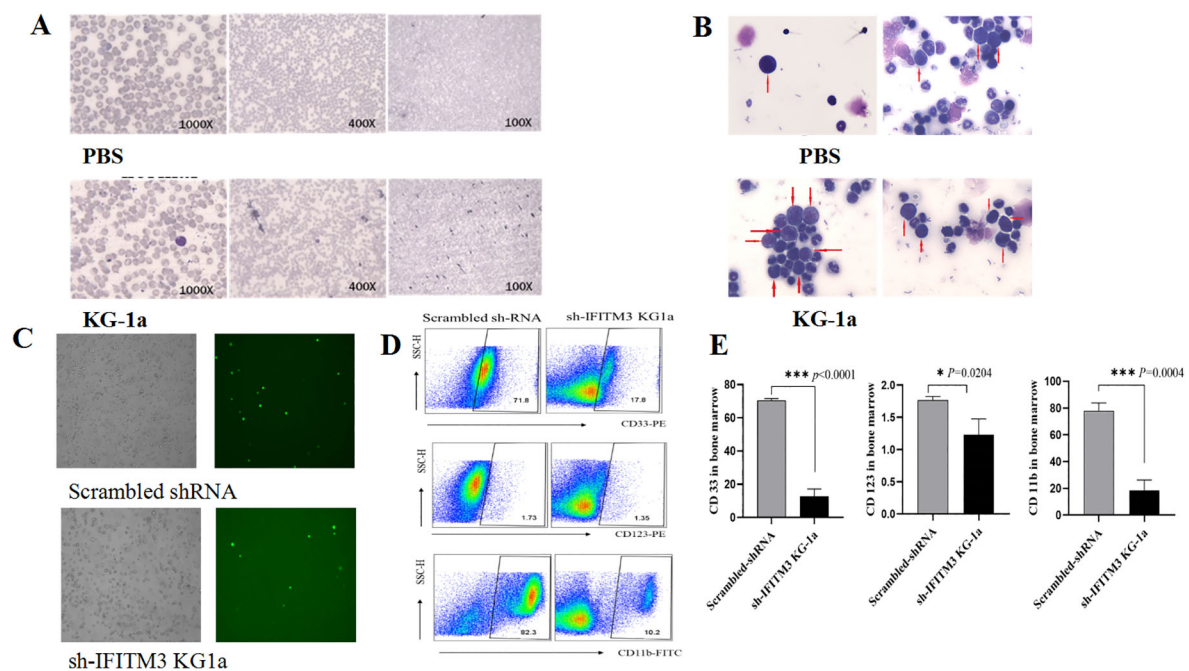 A
1000X
400X
100X
PBS
1000X
400X
100X
KG-1a
B
PBS
KG-1a
C
Scrambled shRNA
sh-IFITM3 KG1a
D
Scrambled sh-RNA
sh-IFITM3 KG1a
SSC-H
71.8
17.8
CD33-PE
SSC-H
1.73
1.35
CD123-PE
SSC-H
82.3
10.2
CD11b-FITC
E
*** p<0.0001
CD 33 in bone marrow
80
60
40
20
0
Scrambled-shRNA
sh-IFITM3 KG-1a
* P=0.0204
CD 123 in bone marrow
2.0
1.5
1.0
0.5
0.0
Scrambled-shRNA
sh-IFITM3 KG-1a
*** P=0.0004
CD 11b in bone marrow
100
80
60
40
20
0
Scrambled-shRNA
sh-IFITM3 KG-1a